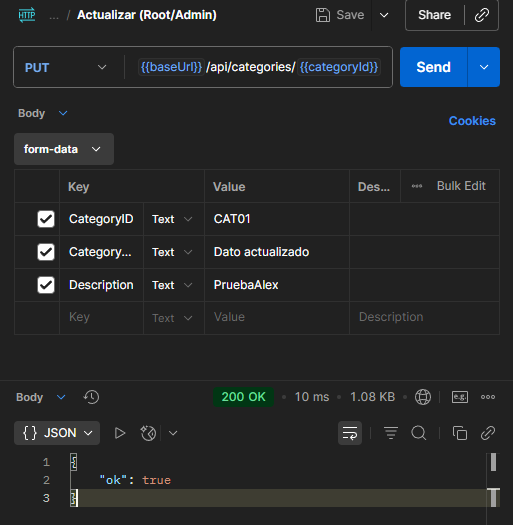 HTTP ... / Actualizar (Root/Admin) Save Share
PUT {{baseUrl}} /api/categories/ {{categoryId}} Send
Body Cookies
form-data
Key Value Des... Bulk Edit
CategoryID Text CAT01
Category... Text Dato actualizado
Description Text PruebaAlex
Key Text Value Description
Body 200 OK • 10 ms • 1.08 KB e.g.
{} JSON
1 {
2 "ok": true
3 }